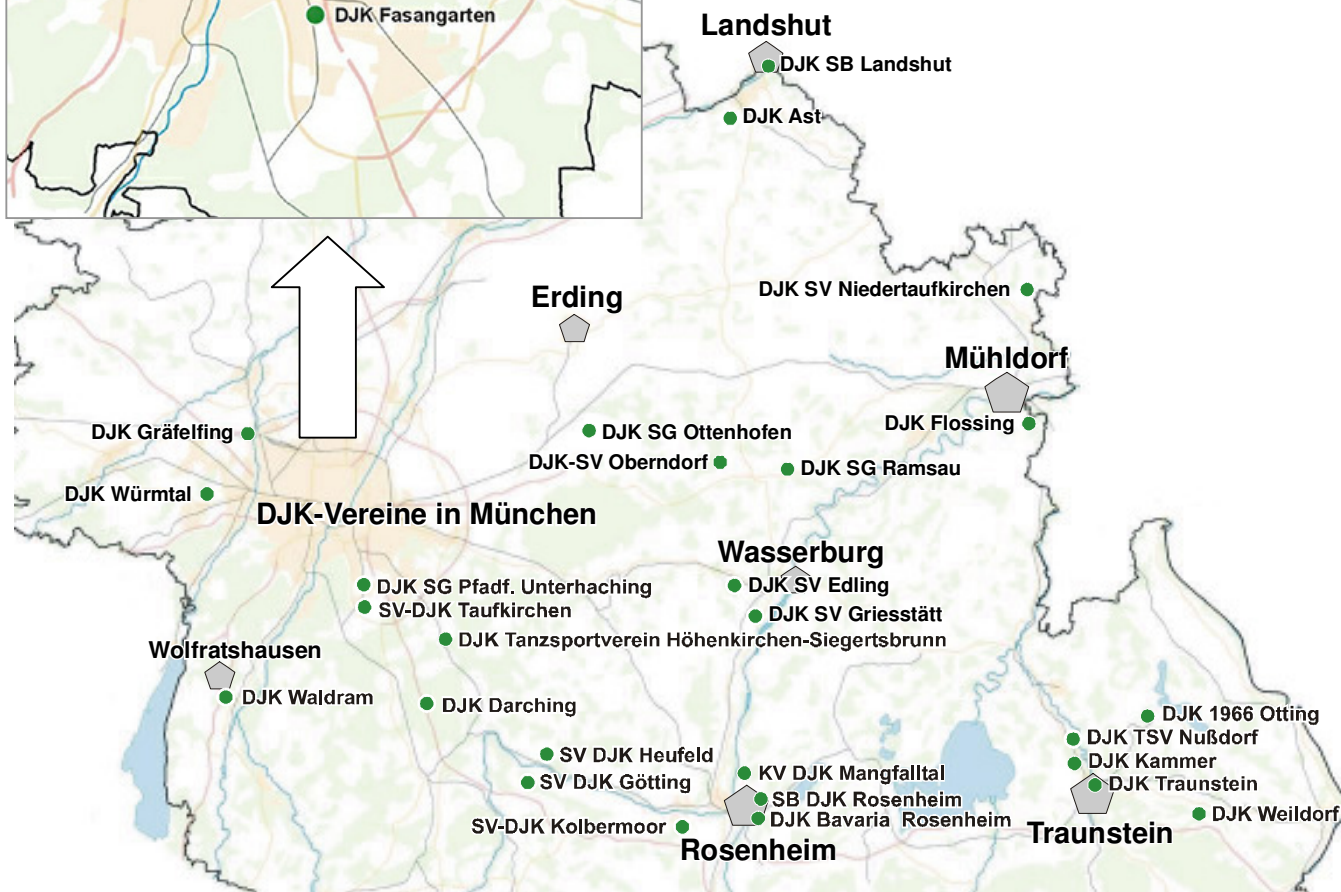 DJK Fasangarten
Landshut
DJK SB Landshut
DJK Ast
DJK SV Niedertaufkirchen
Erding
Mühldorf
DJK Flossing
DJK Gräfelfing
DJK SG Ottenhofen
DJK-SV Oberndorf
DJK SG Ramsau
DJK Würmtal
DJK-Vereine in München
Wasserburg
DJK SV Edling
DJK SG Pfadf. Unterhaching
SV-DJK Taufkirchen
DJK SV Griesstätt
DJK Tanzsportverein Höhenkirchen-Siegertsbrunn
Wolfratshausen
DJK Waldram
DJK Darching
DJK 1966 Otting
DJK TSV Nußdorf
SV DJK Heufeld
DJK Kammer
KV DJK Mangfalltal
SV DJK Götting
DJK Traunstein
SB DJK Rosenheim
DJK Weildorf
DJK Bavaria Rosenheim
SV-DJK Kolbermoor
Traunstein
Rosenheim